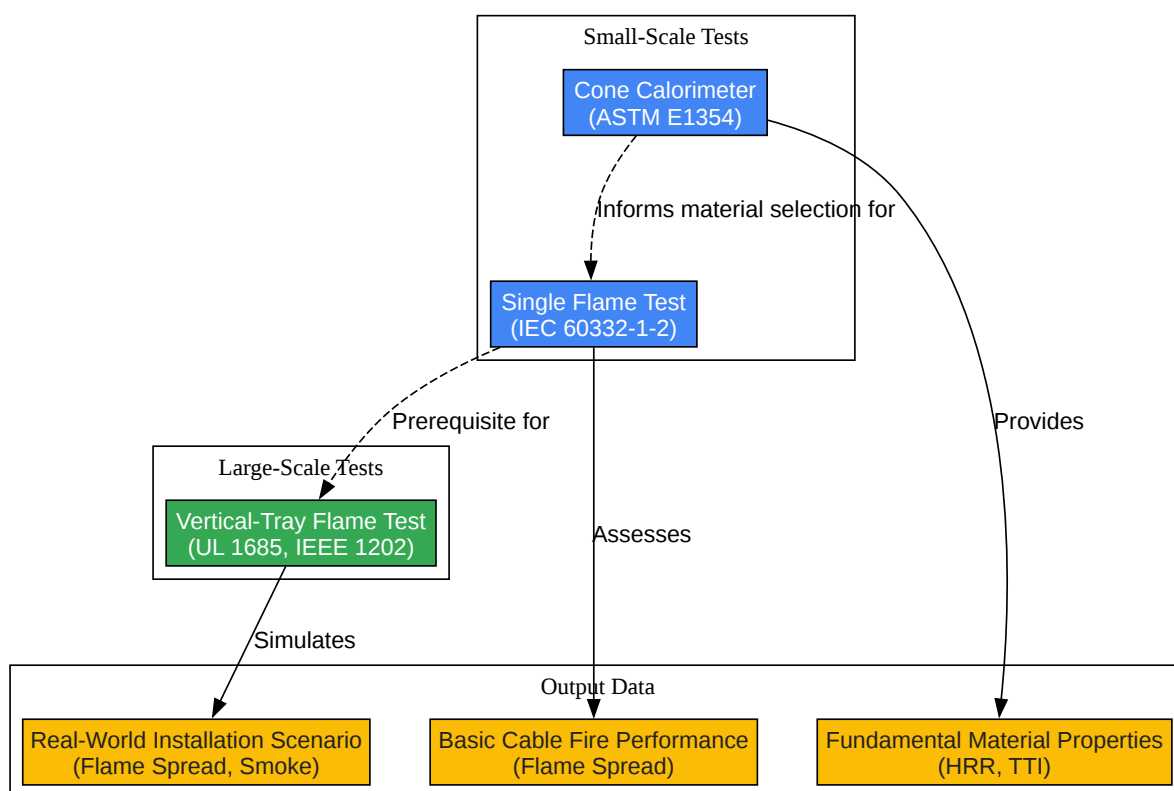 Small-Scale Tests
Cone Calorimeter
(ASTM E1354)
Informs material selection for
Single Flame Test
(IEC 60332-1-2)
Prerequisite for
Provides
Large-Scale Tests
Vertical-Tray Flame Test
(UL 1685, IEEE 1202)
Assesses
Simulates
Output Data
Real-World Installation Scenario
(Flame Spread, Smoke)
Basic Cable Fire Performance
(Flame Spread)
Fundamental Material Properties
(HRR, TTI)